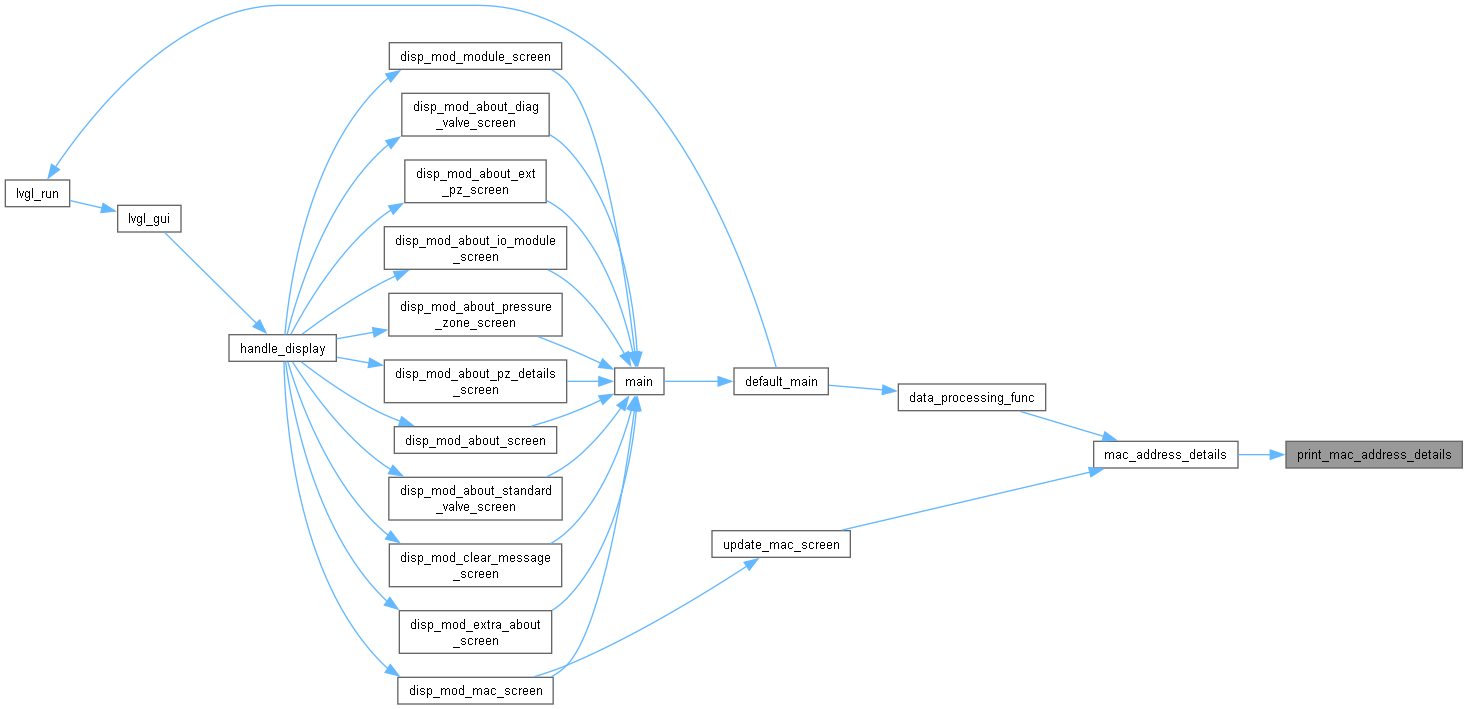 disp_mod_module_screen
disp_mod_about_diag
_valve_screen
disp_mod_about_ext
_pz_screen
lvgl_run
lvgl_gui
disp_mod_about_io_module
_screen
disp_mod_about_pressure
_zone_screen
handle_display
disp_mod_about_pz_details
_screen
main
default_main
data_processing_func
disp_mod_about_screen
mac_address_details
print_mac_address_details
disp_mod_about_standard
_valve_screen
update_mac_screen
disp_mod_clear_message
_screen
disp_mod_extra_about
_screen
disp_mod_mac_screen